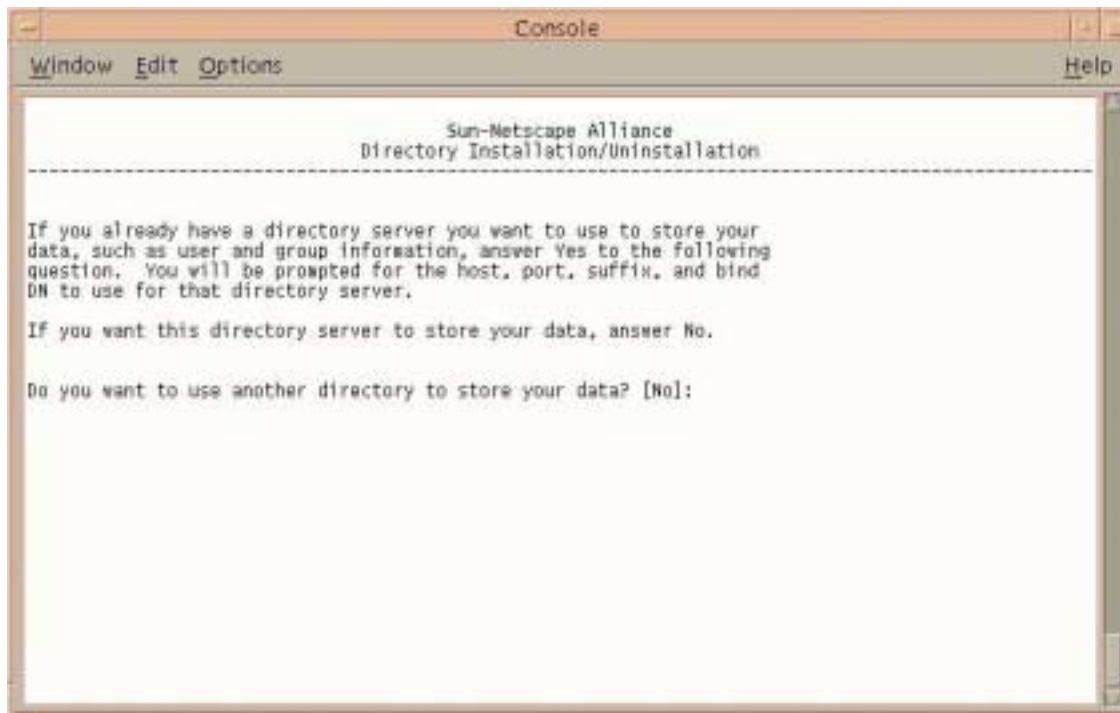 Console
Window Edit Options Help
Sun-Netscape Alliance
Directory Installation/Uninstallation
--------------------------------------------------------------------------------
If you already have a directory server you want to use to store your
data, such as user and group information, answer Yes to the following
question.  You will be prompted for the host, port, suffix, and bind
DN to use for that directory server.
If you want this directory server to store your data, answer No.
Do you want to use another directory to store your data? [No]: